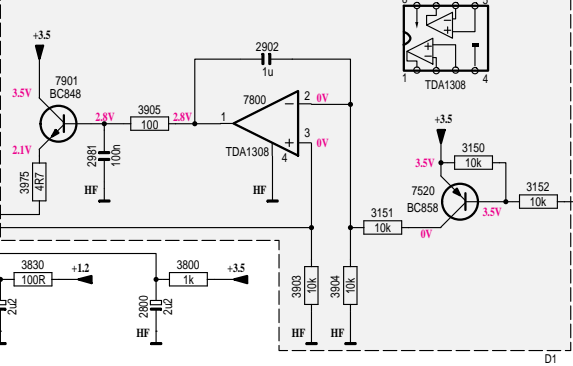 5
1
4
TDA1308
+3.5
2902
1u
7901
3.5V
BC848
2.8V
3905
100
2.8V
1
7800
2
0V
3
0V
TDA1308
4
2.1V
2981
100n
HF
HF
3975
4R7
+3.5
3.5V
3150
10k
7520
BC858
3.5V
3152
10k
3151
10k
0V
3830
100R
+1.2
3800
1k
+3.5
2u2
2800
2u2
HF
3903
10k
3904
10k
HF
HF
D1